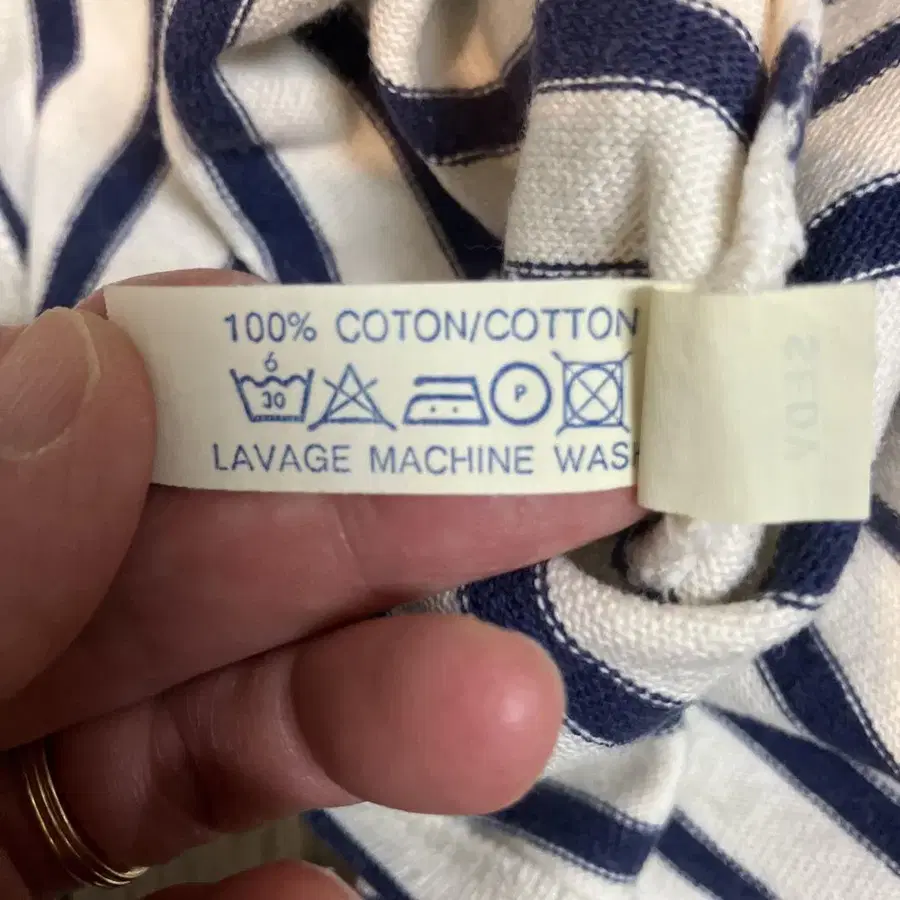 100% COTON/COTTON
6
30
P
LAVAGE MACHINE WASH